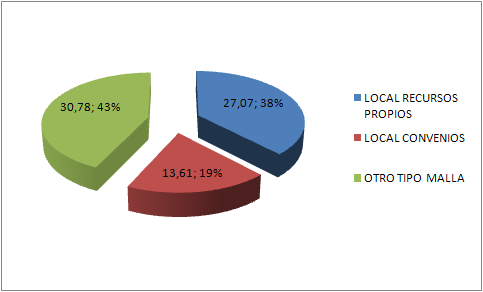 30,78; 43%
27,07; 38%
13,61; 19%
LOCAL RECURSOS
PROPIOS
LOCAL CONVENIOS
OTRO TIPO MALLA